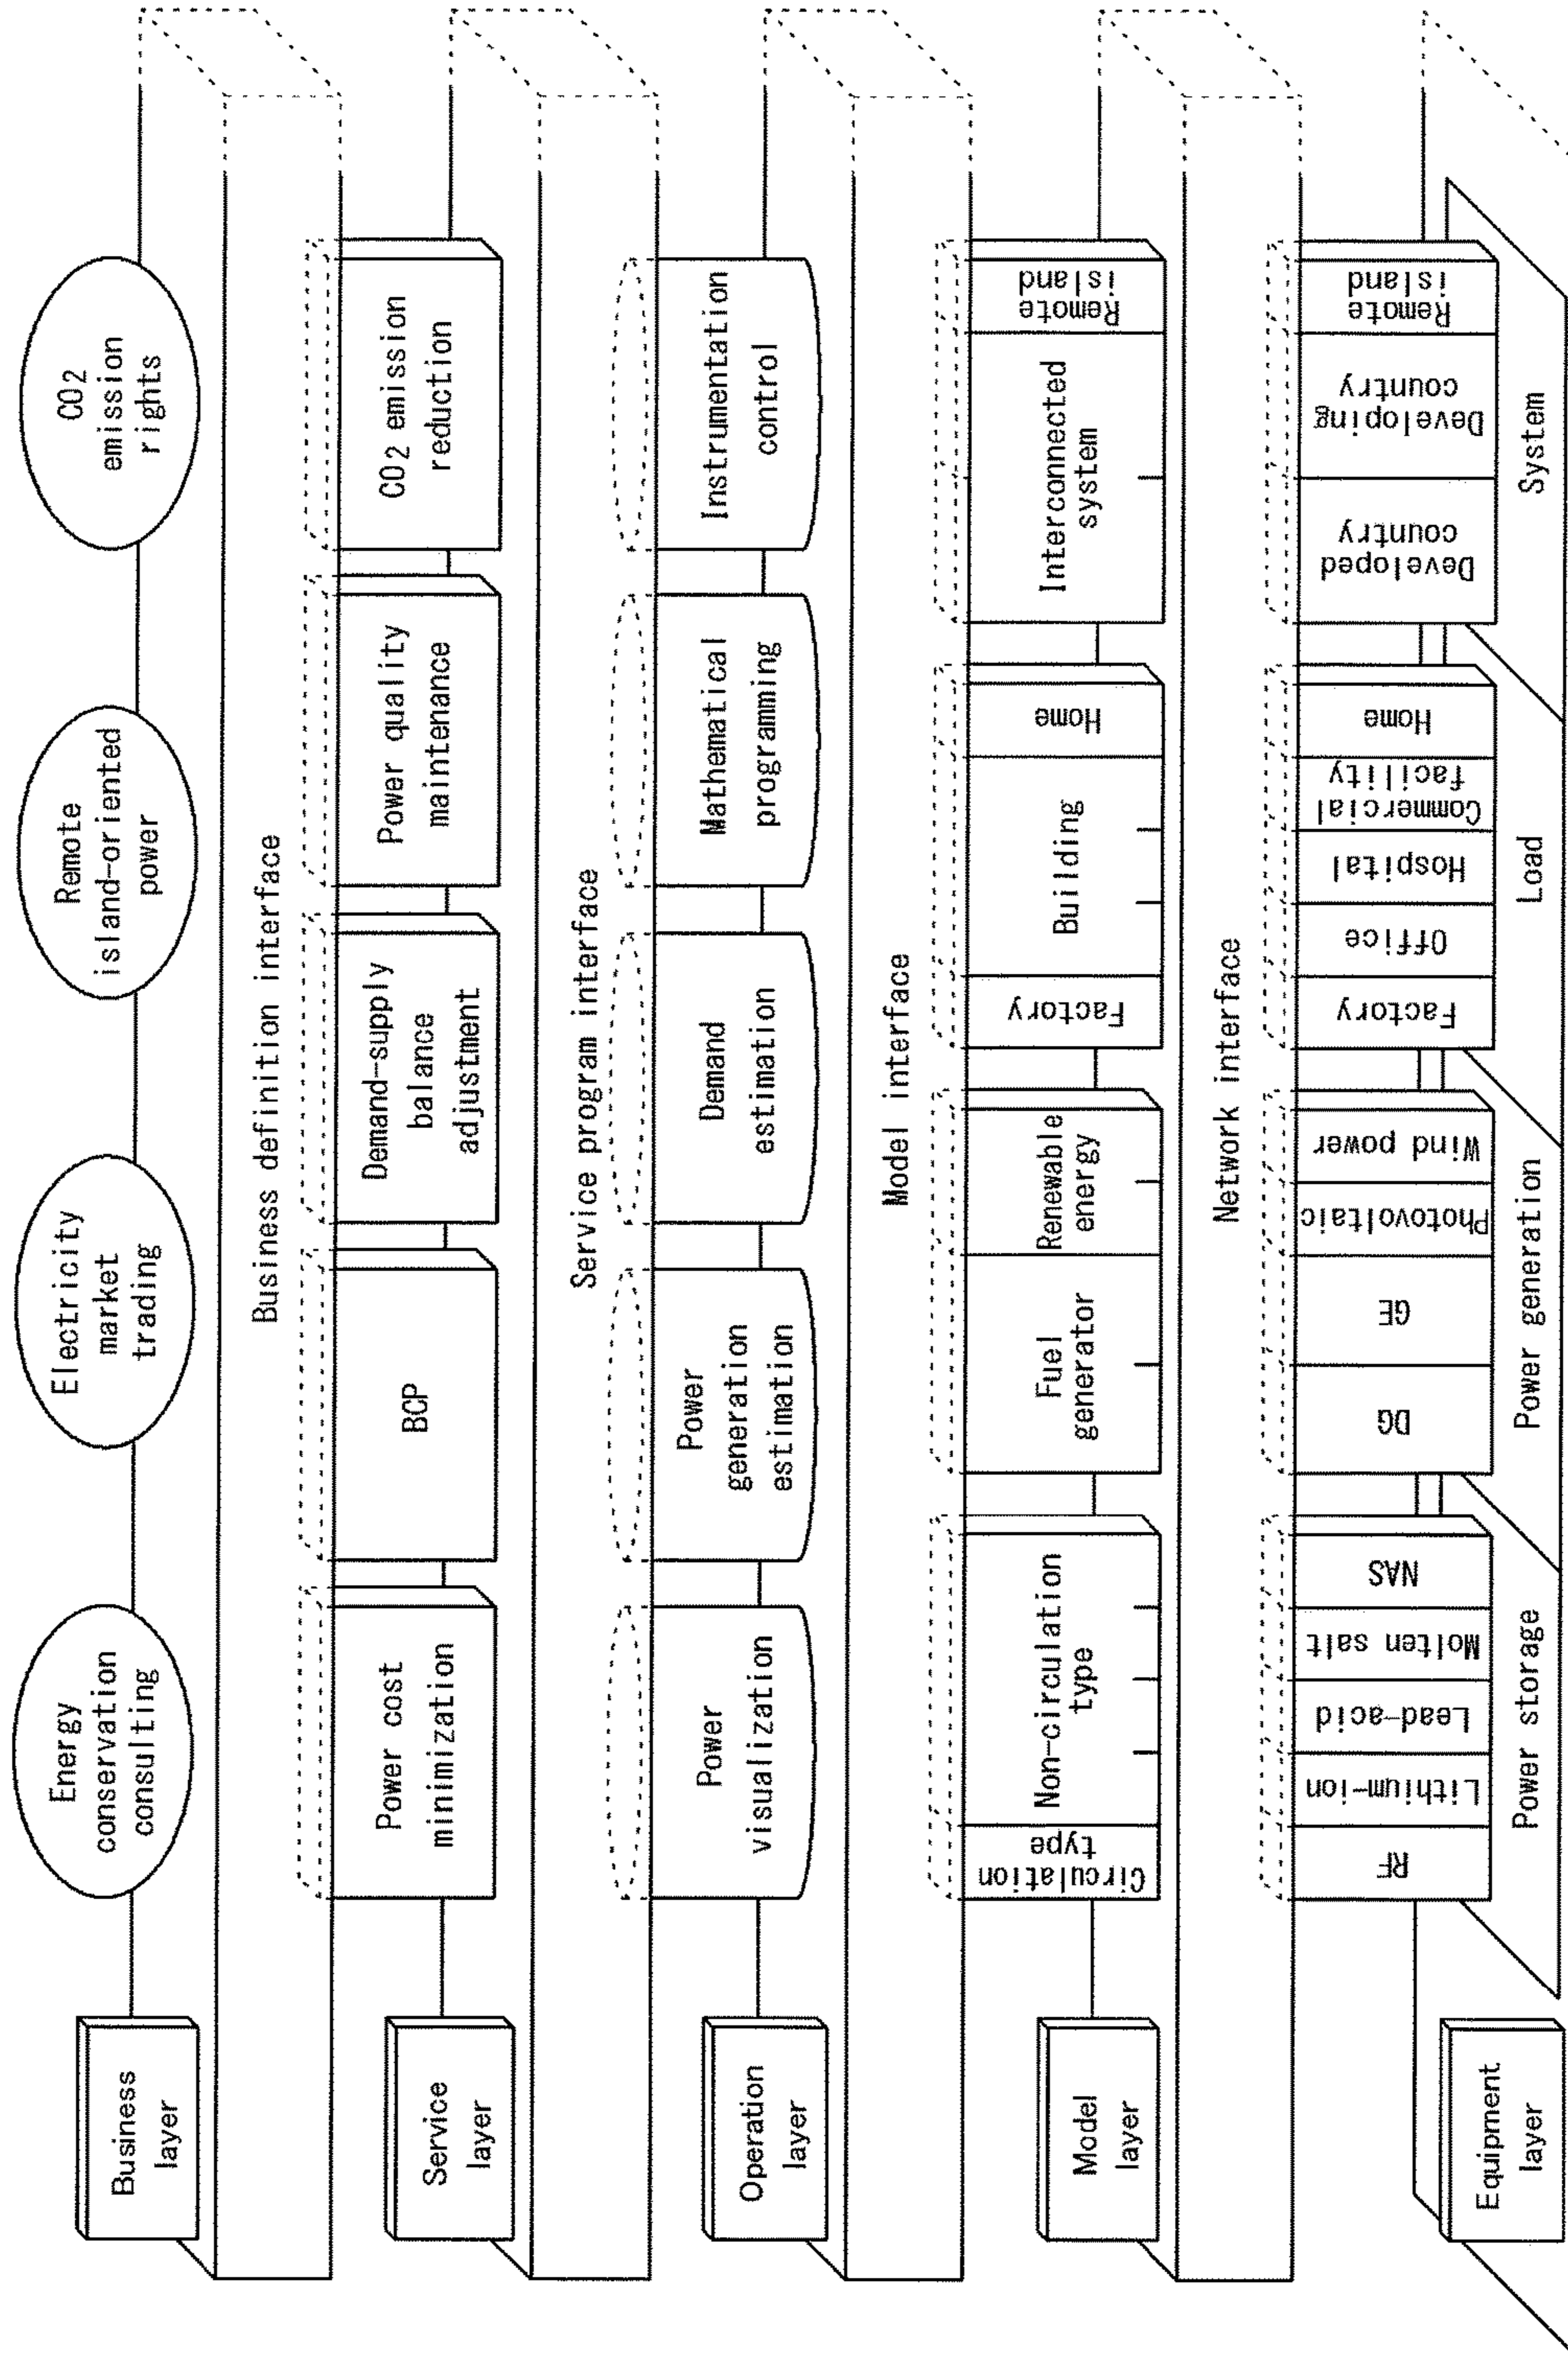 Business
layer
Energy
conservation
consulting
Electricity
market
trading
Remote
island-oriented
power
CO2
emission
rights
Business definition interface
Service
layer
Power cost
minimization
BCP
Demand-supply
balance
adjustment
Power quality
maintenance
CO2 emission
reduction
Service program interface
Operation
layer
Power
visualization
Power
generation
estimation
Demand
estimation
Mathematical
programming
Instrumentation
control
Model interface
Model
layer
Circulation
type
Non-circulation
type
Fuel
generator
Renewable
energy
Factory
Building
Home
Interconnected
system
Remote
island
Network interface
Equipment
layer
RF
Lithium-ion
Lead-acid
Molten salt
NAS
Power storage
DG
GE
Photovoltaic
Wind power
Power generation
Factory
Office
Hospital
Commercial
facility
Home
Load
Developed
country
Developing
country
Remote
island
System